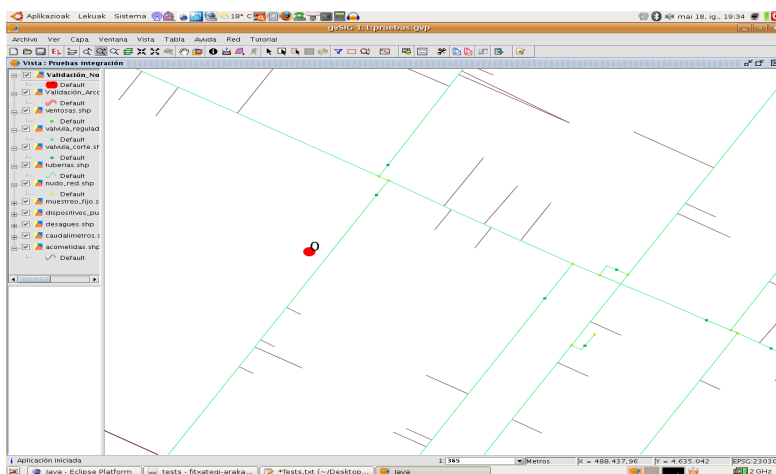 Aplikazioak Lekuak Sistema 18° C mai 18, ig., 19:34
gvSIG 1.1:pruebas.gvp
Archivo Ver Capa Ventana Vista Tabla Ayuda Red Tutorial
Vista : Pruebas integración
Validación_No
Default
Validación_Arco
Default
ventosas.shp
Default
valvula_regulad
Default
valvula_corte.sh
Default
tuberias.shp
Default
nudo_red.shp
Default
muestreo_fijo.s
dispositivos_pu
desagues.shp
caudalimetros.s
acometidas.shp
Default
0
Aplicación iniciada 1: 365 Metros X = 488.437,96 Y = 4.635.042 EPSG:23030
Java - Eclipse Platform tests - fitxategi-araka... *Tests.txt (~/Desktop... java 2 GHz